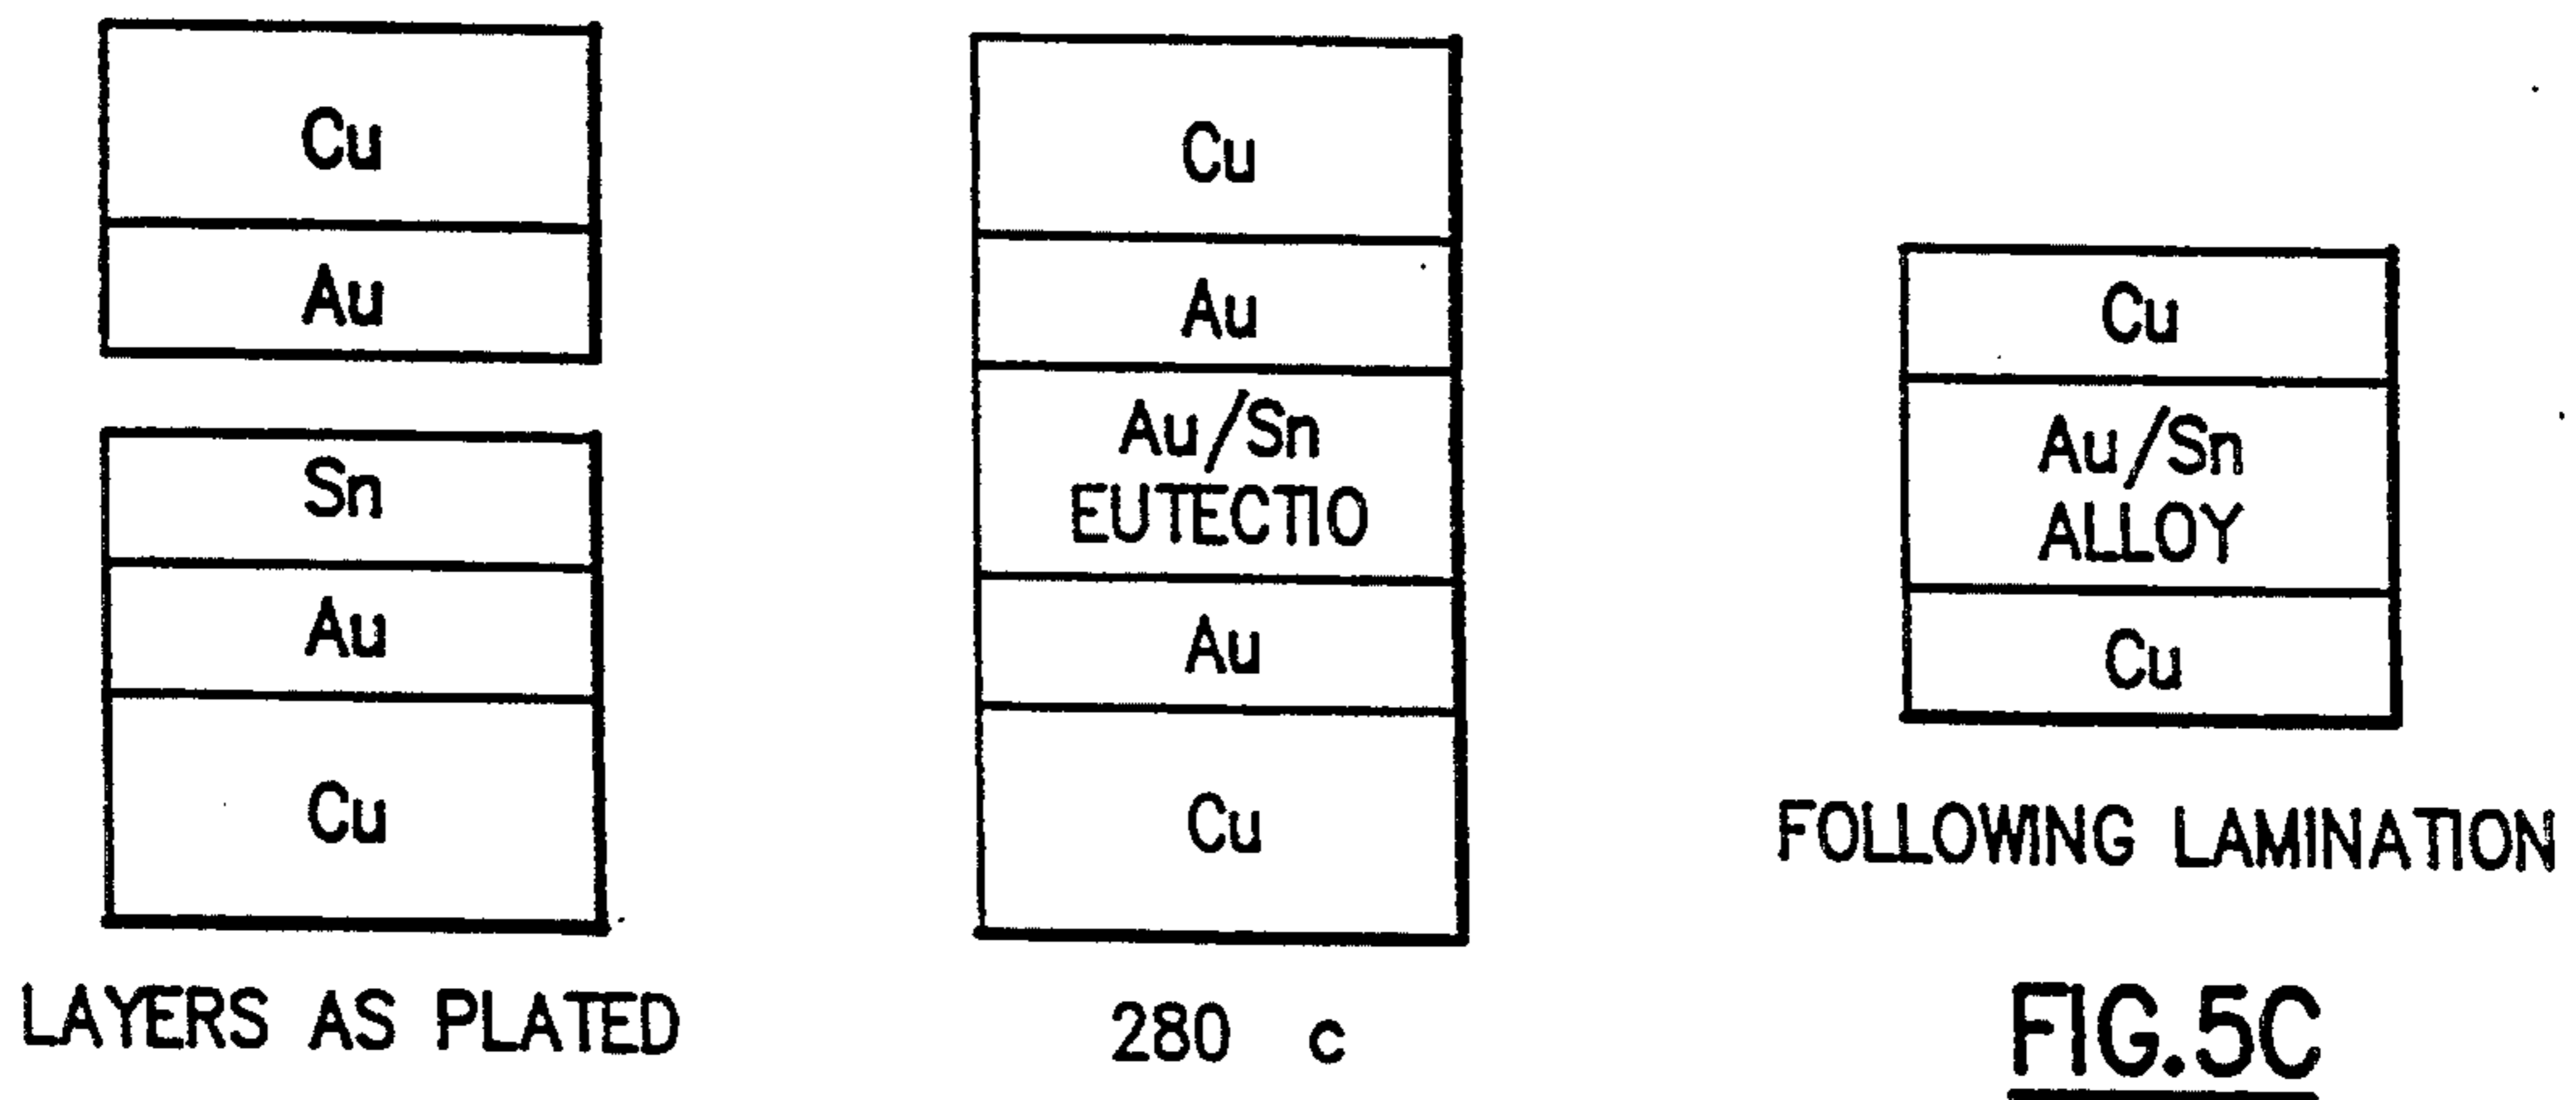 Cu
Au
Sn
Au
Cu
LAYERS AS PLATED
Cu
Au
Au/Sn
EUTECTIO
Au
Cu
280 c
Cu
Au/Sn
ALLOY
Cu
FOLLOWING LAMINATION
FIG.5C